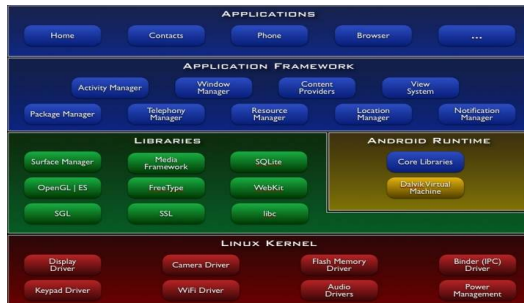 APPLICATIONS
Home
Contacts
Phone
Browser
...
APPLICATION FRAMEWORK
Activity Manager
Window
Manager
Content
Providers
View
System
Package Manager
Telephony
Manager
Resource
Manager
Location
Manager
Notification
Manager
LIBRARIES
Surface Manager
Media
Framework
SQLite
OpenGL | ES
FreeType
WebKit
SGL
SSL
libc
ANDROID RUNTIME
Core Libraries
Dalvik Virtual
Machine
LINUX KERNEL
Display
Driver
Camera Driver
Flash Memory
Driver
Binder (IPC)
Driver
Keypad Driver
WiFi Driver
Audio
Drivers
Power
Management